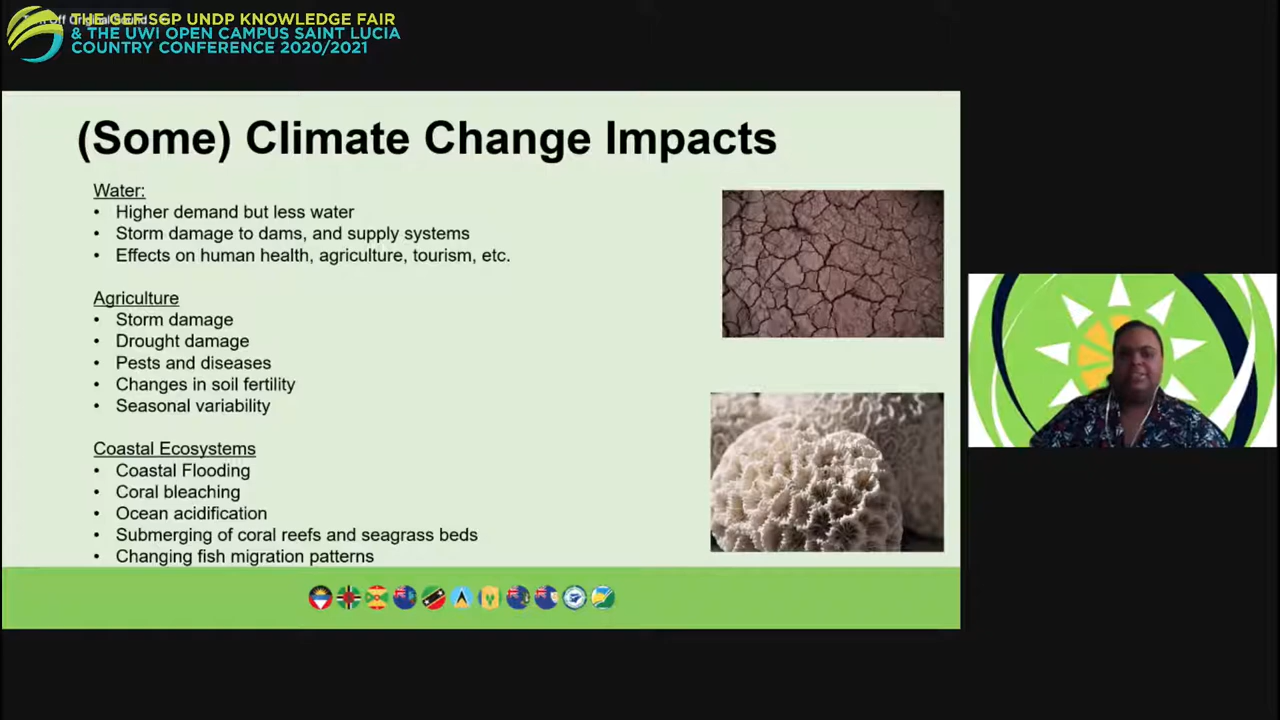 THE GEF SGP UNDP KNOWLEDGE FAIR
& THE UWI OPEN CAMPUS SAINT LUCIA
COUNTRY CONFERENCE 2020/2021
(Some) Climate Change Impacts
Water:
• Higher demand but less water
• Storm damage to dams, and supply systems
• Effects on human health, agriculture, tourism, etc.
Agriculture
• Storm damage
• Drought damage
• Pests and diseases
• Changes in soil fertility
• Seasonal variability
Coastal Ecosystems
• Coastal Flooding
• Coral bleaching
• Ocean acidification
• Submerging of coral reefs and seagrass beds
• Changing fish migration patterns